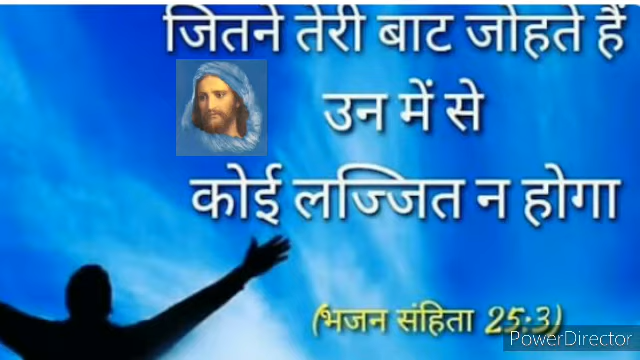 जितने तेरी बाट जोहते हैं
उन में से
कोई लज्जित न होगा
(भजन संहिता 25:3)
PowerDirector